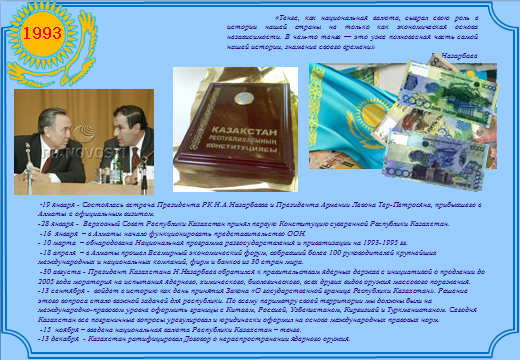 1993
«Тенге, как национальная валюта, сыграл свою роль в
истории нашей страны не только как экономическая основа
независимости. В чем-то тенге — это уже полновесная часть самой
нашей истории, знамение своего времени»
Назарбаев
РИА НОВОСТИ
ҚАЗАҚСТАН
РЕСПУБЛИКАСЫНЫҢ
КОНСТИТУЦИЯСЫ
-19 января - Состоялась встреча Президента РК Н.А.Назарбаева и Президента Армении Левона Тер-Петросяна, прибывшего в
Алматы с официальным визитом.
-28 января - Верховный Совет Республики Казахстан принял первую Конституцию суверенной Республики Казахстан.
-16 января – в Алматы начало функционировать представительство ООН.
- 10 марта – обнародована Национальная программа разгосударствления и приватизации на 1993-1995 гг.
-18 апреля – в Алматы прошел Всемирный экономический форум, собравший более 100 руководителей крупнейших
международных и национальных компаний, фирм и банков из 30 стран мира.
-30 августа - Президент Казахстана Н.Назарбаев обратился к правительствам ядерных держав с инициативой о продлении до
2005 года моратория на испытания ядерного, химического, биологического, всех других видов оружия массового поражения.
-13 сентября - войдет в историю как день принятия Закона «О государственной границе Республики Казахстан». Решение
этого вопроса стало важной задачей для республики. По всему периметру своей территории мы должны были на
международно-правовом уровне оформить границы с Китаем, Россией, Узбекистаном, Киргизией и Туркменистаном. Сегодня
Казахстан все пограничные вопросы урегулировал и юридически оформил на основе международных правовых норм.
-15 ноября – введена национальная валюта Республики Казахстан – тенге.
-13 декабря - Казахстан ратифицировал Договор о нераспространении ядерного оружия.